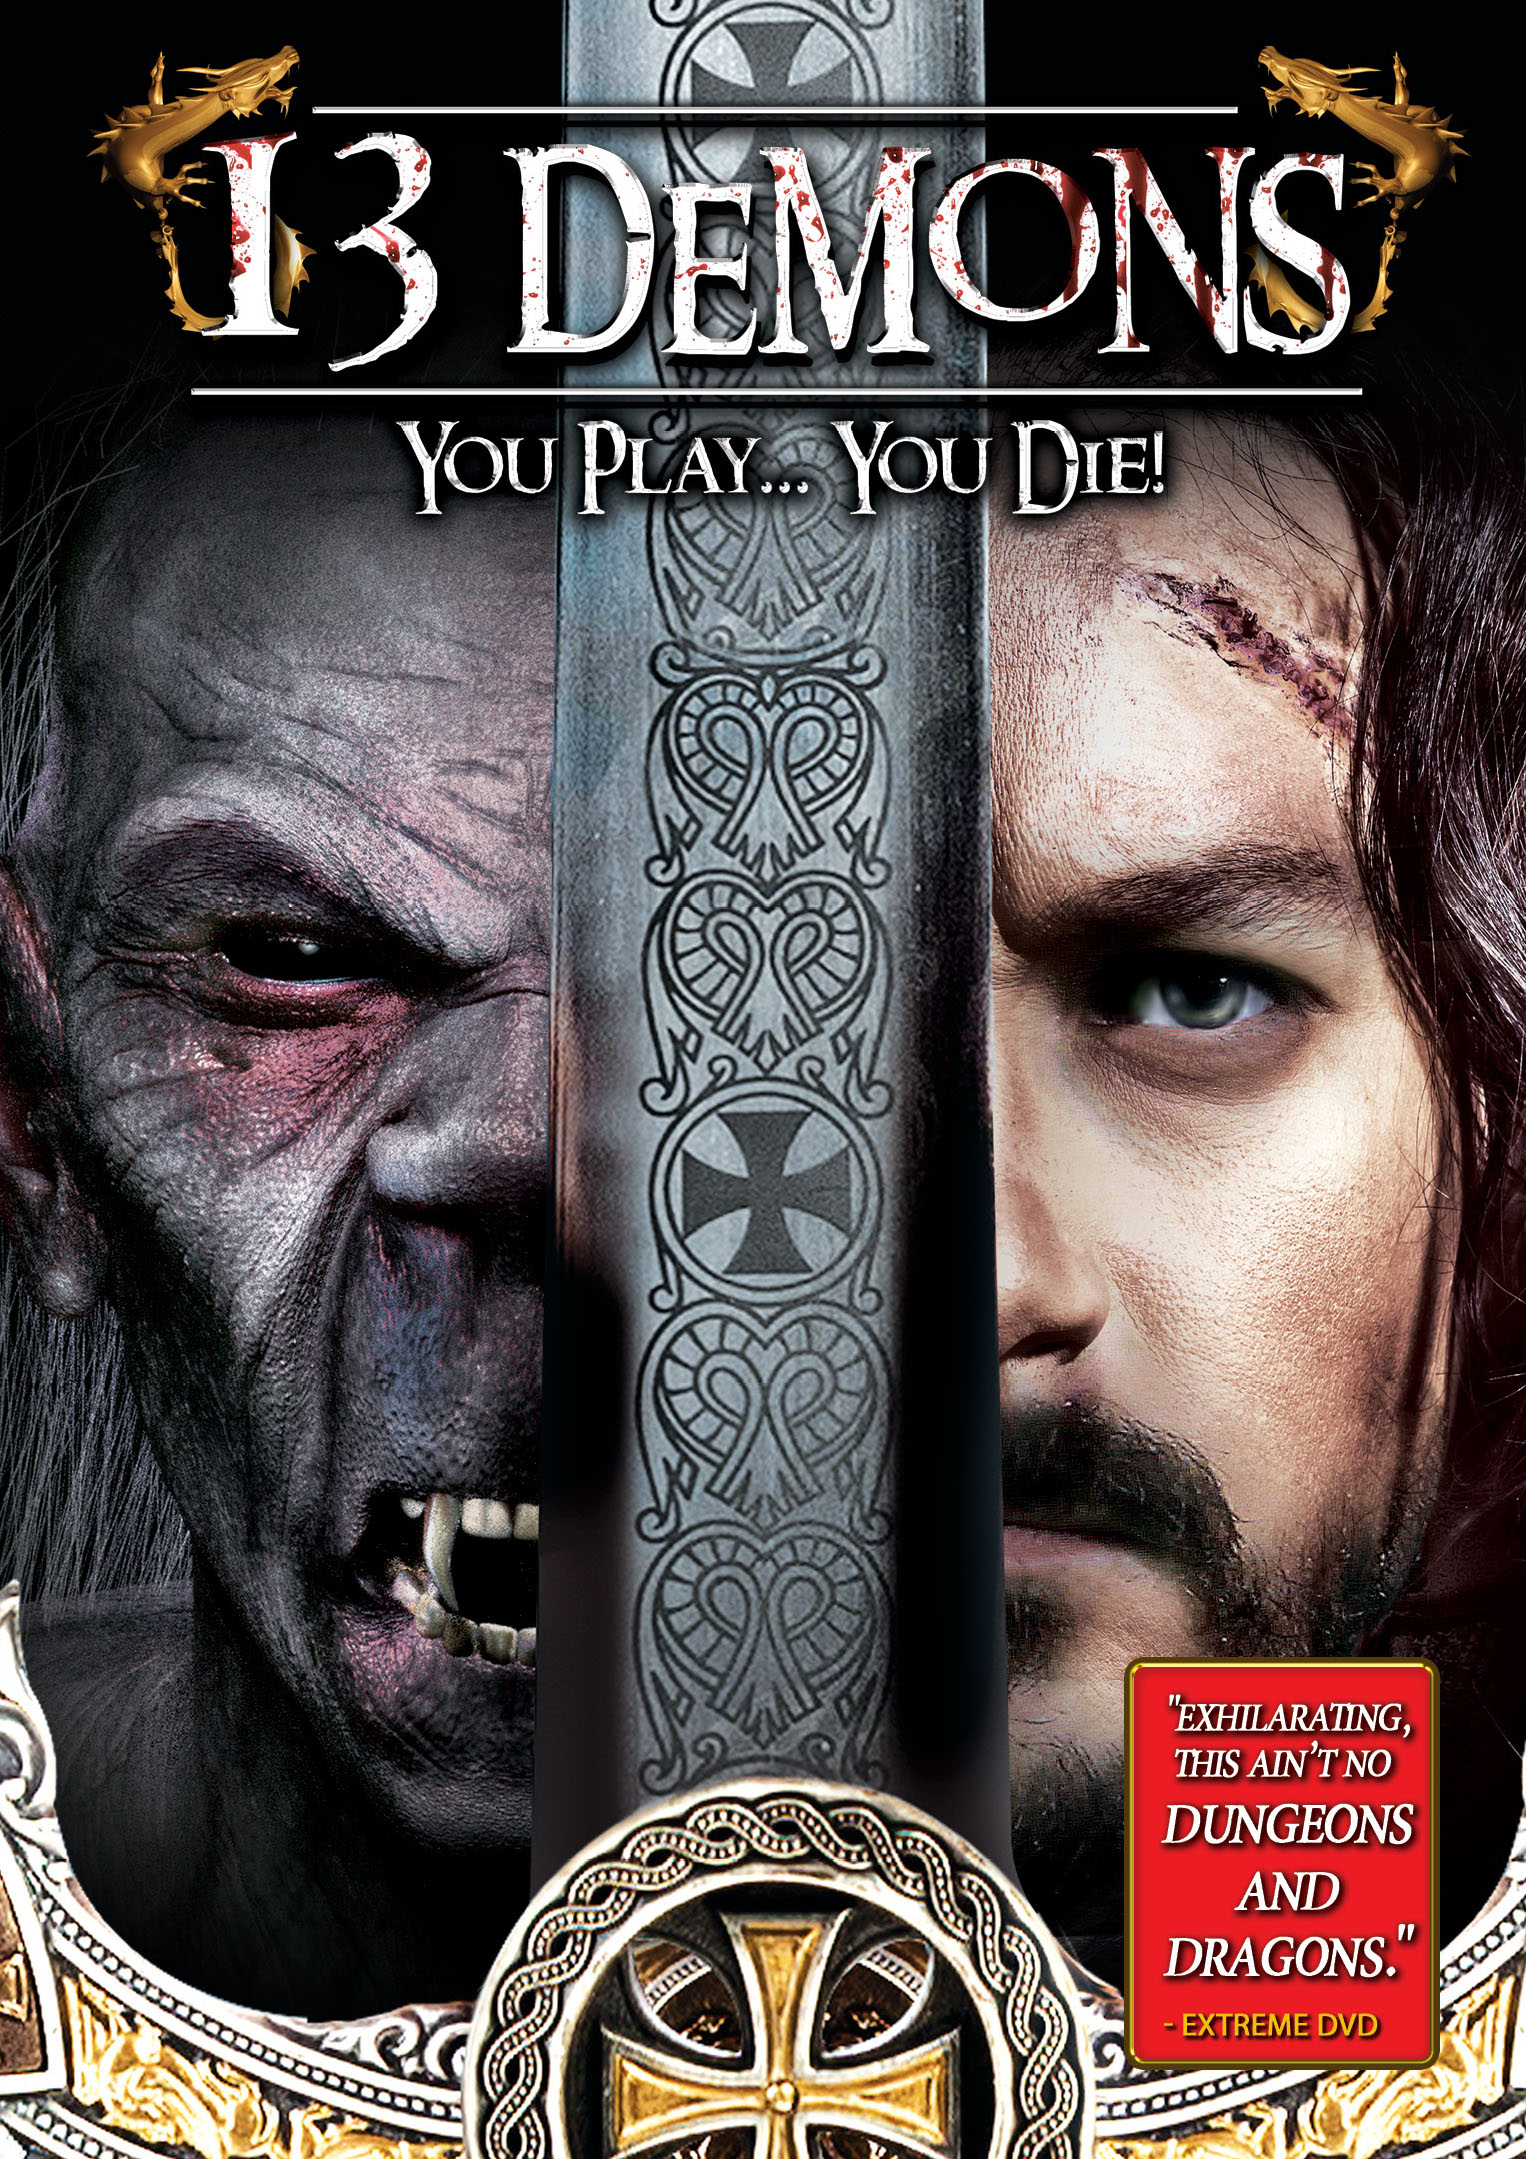 13 DEMONS
YOU PLAY... YOU DIE!
"EXHILARATING,
THIS AIN'T NO
DUNGEONS
AND
DRAGONS."
- EXTREME DVD